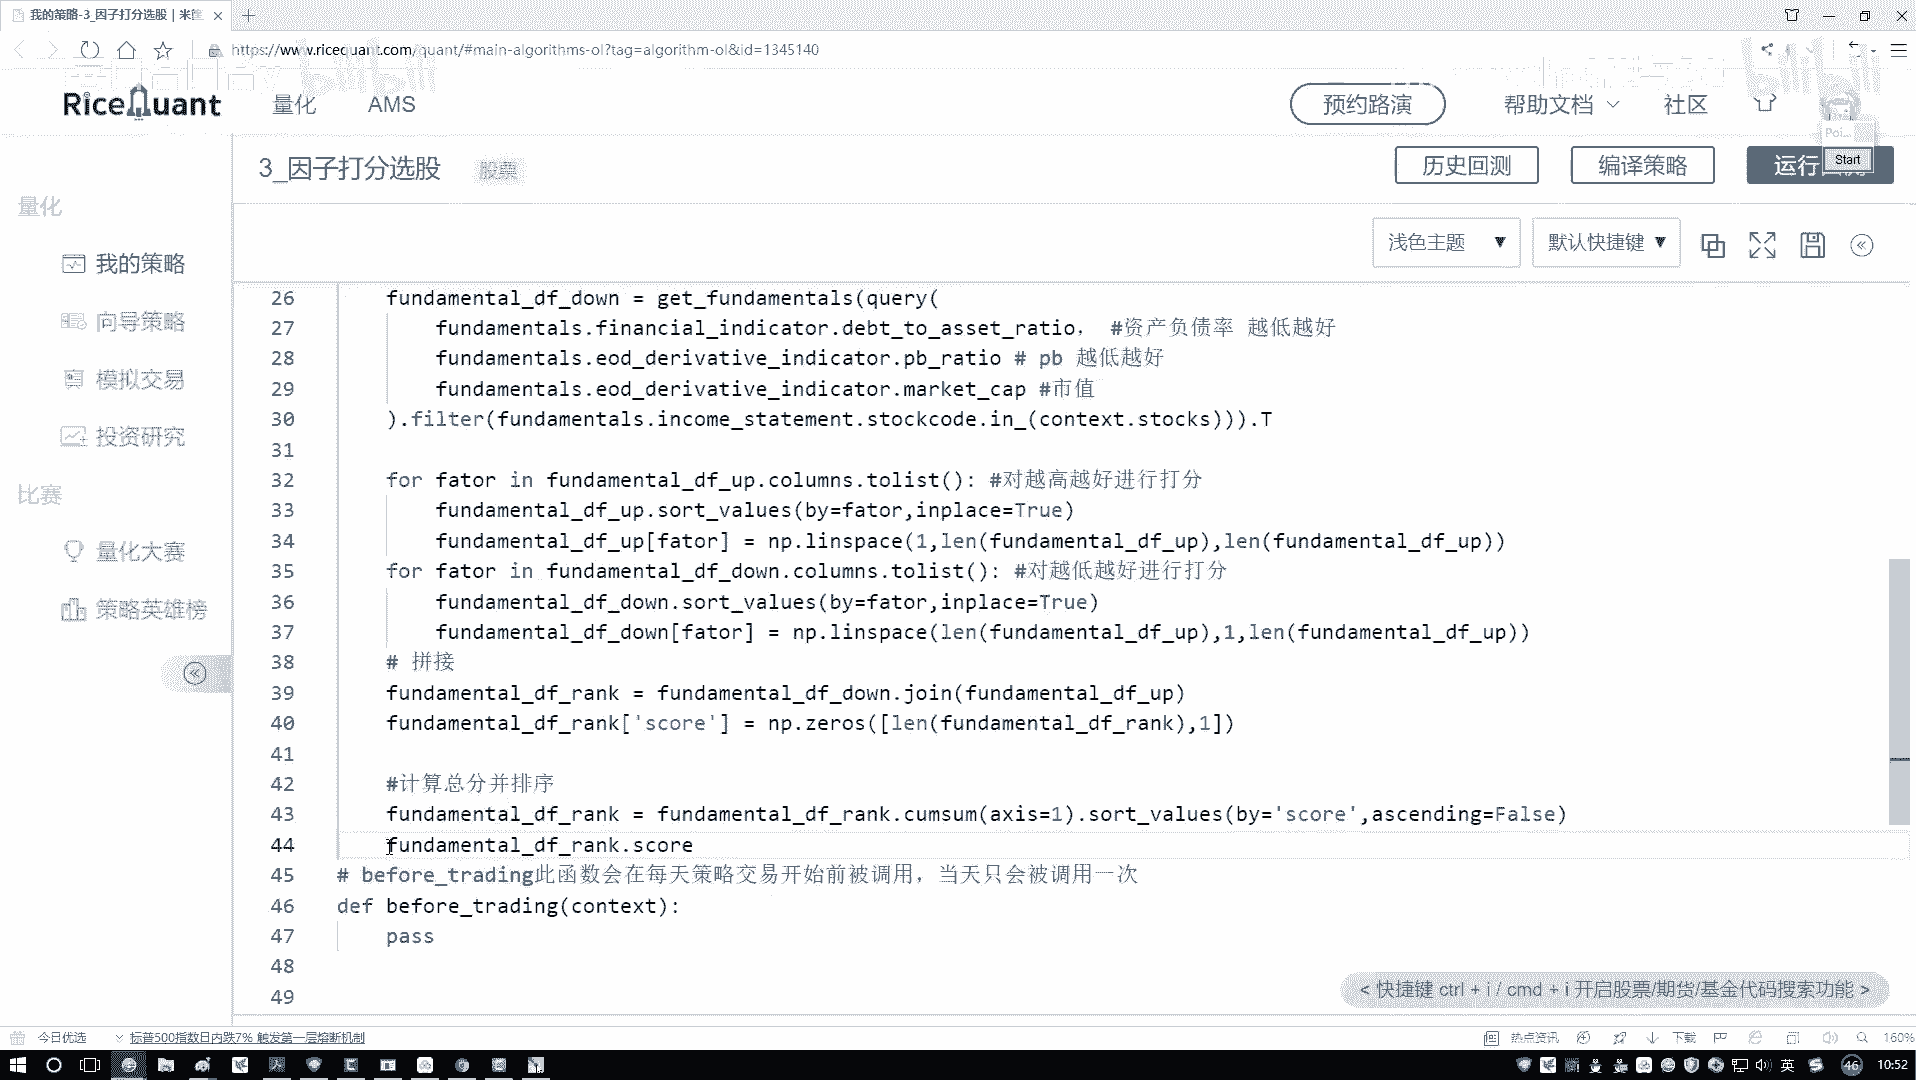 我的策略-3_因子打分选股 | 米筐
https://www.ricequant.com/quant/#main-algorithms-ol?tag=algorithm-ol&id=1345140
bilibili
bilibili
RiceQuant
量化
AMS
预约路演
帮助文档
社区
Poi...
Start
3_因子打分选股
股票
历史回测
编译策略
运行
浅色主题
默认快捷键
量化
我的策略
向导策略
模拟交易
投资研究
比赛
量化大赛
策略英雄榜
26 fundamental_df_down = get_fundamentals(query(
27 fundamentals.financial_indicator.debt_to_asset_ratio， #资产负债率 越低越好
28 fundamentals.eod_derivative_indicator.pb_ratio # pb 越低越好
29 fundamentals.eod_derivative_indicator.market_cap #市值
30 ).filter(fundamentals.income_statement.stockcode.in_(context.stocks))).T
31
32 for fator in fundamental_df_up.columns.tolist(): #对越高越好进行打分
33 fundamental_df_up.sort_values(by=fator,inplace=True)
34 fundamental_df_up[fator] = np.linspace(1,len(fundamental_df_up),len(fundamental_df_up))
35 for fator in fundamental_df_down.columns.tolist(): #对越低越好进行打分
36 fundamental_df_down.sort_values(by=fator,inplace=True)
37 fundamental_df_down[fator] = np.linspace(len(fundamental_df_up),1,len(fundamental_df_up))
38 # 拼接
39 fundamental_df_rank = fundamental_df_down.join(fundamental_df_up)
40 fundamental_df_rank['score'] = np.zeros([len(fundamental_df_rank),1])
41
42 #计算总分并排序
43 fundamental_df_rank = fundamental_df_rank.cumsum(axis=1).sort_values(by='score',ascending=False)
44 fundamental_df_rank.score
45 # before_trading此函数会在每天策略交易开始前被调用，当天只会被调用一次
46 def before_trading(context):
47 pass
48
49
< 快捷键 ctrl + i / cmd + i 开启股票/期货/基金代码搜索功能 >
今日优选
标普500指数日内跌7% 触发第一层熔断机制
热点资讯
下载
160%
英
46
10:52